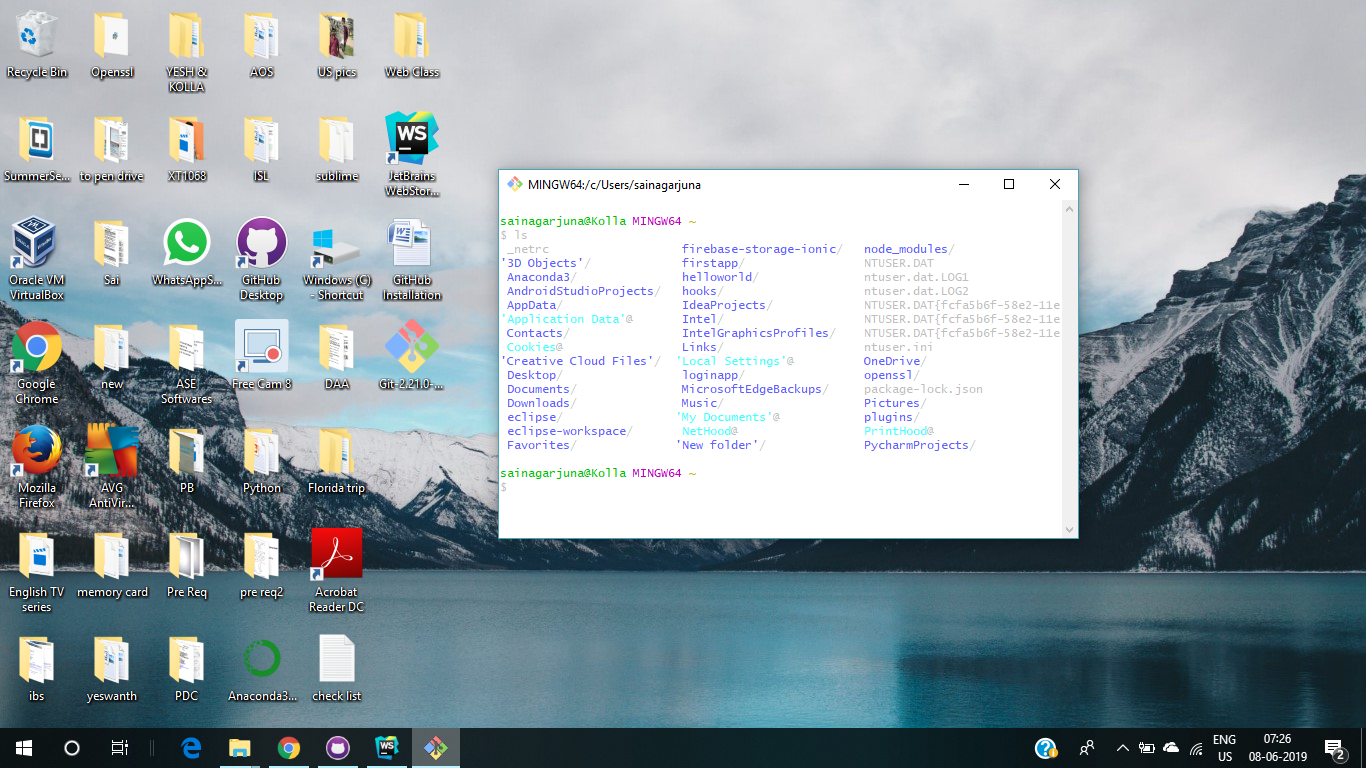 Recycle Bin
Openssl
YESH &
KOLLA
AOS
US pics
Web Class
SummerSe...
to pen drive
XT1068
ISL
sublime
JetBrains
WebStor...
WS
Oracle VM
VirtualBox
Sai
WhatsAppS...
GitHub
Desktop
Windows (C)
- Shortcut
GitHub
Installation
Google
Chrome
new
ASE
Softwares
Free Cam 8
DAA
Git-2.21.0-...
Mozilla
Firefox
AVG
AntiVir...
PB
Python
Florida trip
English TV
series
memory card
Pre Req
pre req2
Acrobat
Reader DC
ibs
yeswanth
PDC
Anaconda3...
check list
MINGW64:/c/Users/sainagarjuna
sainagarjuna@Kolla MINGW64 ~
$ ls
_netrc firebase-storage-ionic/ node_modules/
'3D Objects'/ firstapp/ NTUSER.DAT
Anaconda3/ helloworld/ ntuser.dat.LOG1
AndroidStudioProjects/ hooks/ ntuser.dat.LOG2
AppData/ IdeaProjects/ NTUSER.DAT{fcfa5b6f-58e2-11e
'Application Data'@ Intel/ NTUSER.DAT{fcfa5b6f-58e2-11e
Contacts/ IntelGraphicsProfiles/ NTUSER.DAT{fcfa5b6f-58e2-11e
Cookies@ Links/ ntuser.ini
'Creative Cloud Files'/ 'Local Settings'@ OneDrive/
Desktop/ loginapp/ openssl/
Documents/ MicrosoftEdgeBackups/ package-lock.json
Downloads/ Music/ Pictures/
eclipse/ 'My Documents'@ plugins/
eclipse-workspace/ NetHood@ PrintHood@
Favorites/ 'New folder'/ PycharmProjects/
sainagarjuna@Kolla MINGW64 ~
$
WS
ENG
US
07:26
08-06-2019
2